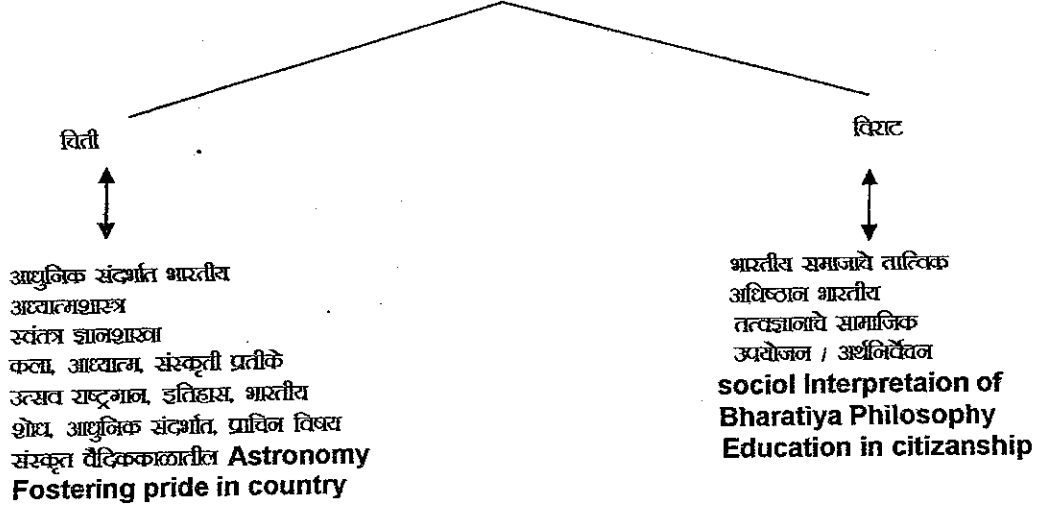 चिती
आधुनिक संदर्भात भारतीय
अध्यात्मशास्त्र
स्वंतत्र ज्ञानशाखा
कला, आध्यात्म, संस्कृती प्रतीके
उत्सव राष्ट्रगान, इतिहास, भारतीय
शोध, आधुनिक संदर्भात, प्राचिन विषय
संस्कृत वैदिककाळातील Astronomy
Fostering pride in country
विराट
भारतीय समाजाचे तात्विक
अधिष्ठान भारतीय
तत्वज्ञानाचे सामाजिक
उपयोजन / अर्थनिर्वचन
sociol Interpretaion of
Bharatiya Philosophy
Education in citizanship